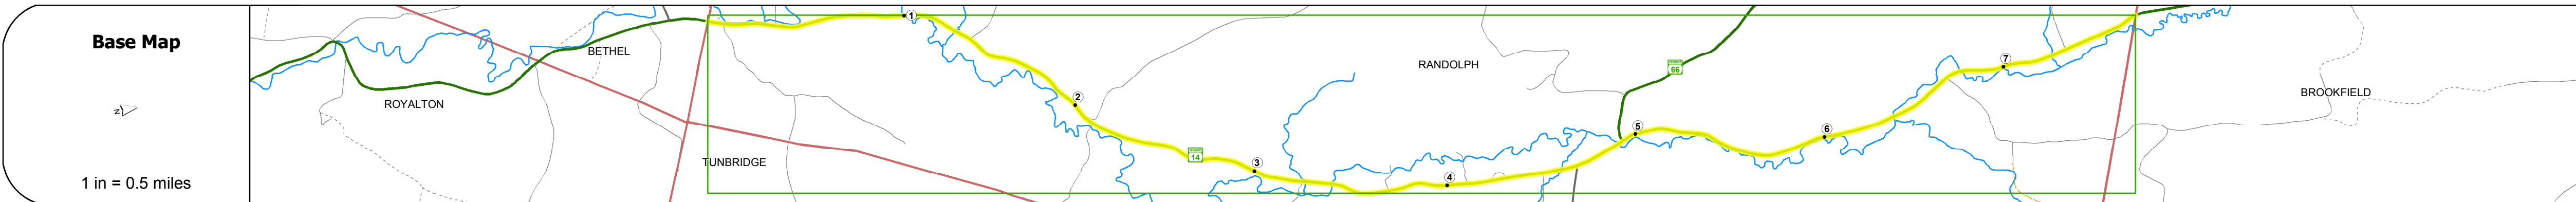 Base Map
N
1 in = 0.5 miles
BETHEL
ROYALTON
TUNBRIDGE
RANDOLPH
BROOKFIELD
14
66
1
2
3
4
5
6
7